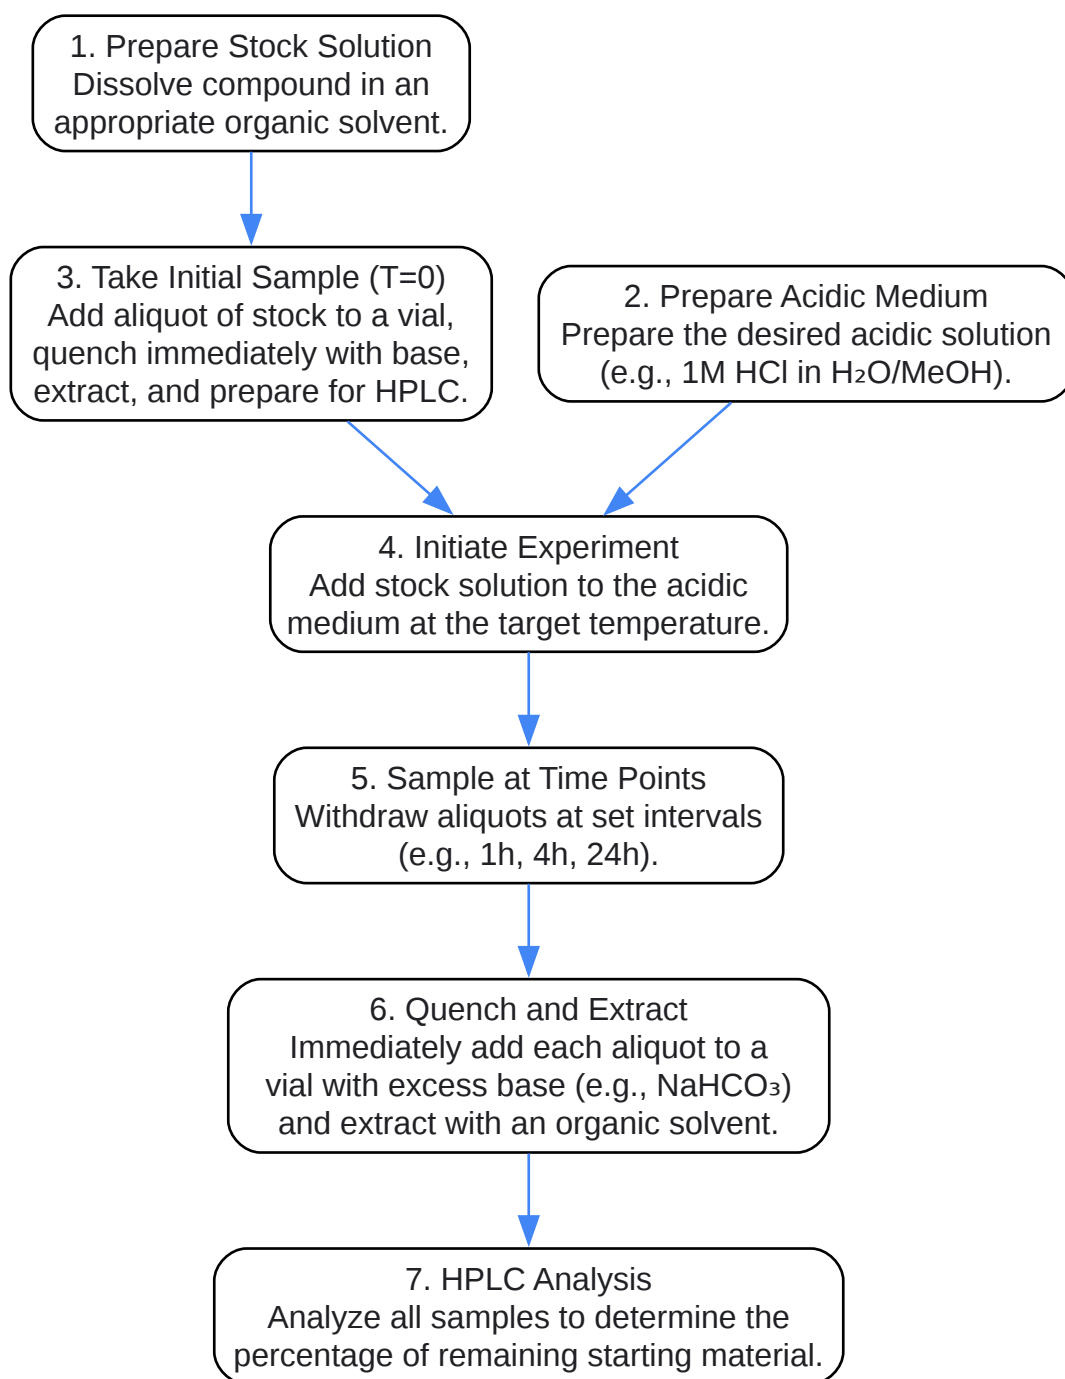 1. Prepare Stock Solution
Dissolve compound in an
appropriate organic solvent.
3. Take Initial Sample (T=0)
Add aliquot of stock to a vial,
quench immediately with base,
extract, and prepare for HPLC.
2. Prepare Acidic Medium
Prepare the desired acidic solution
(e.g., 1M HCl in H₂O/MeOH).
4. Initiate Experiment
Add stock solution to the acidic
medium at the target temperature.
5. Sample at Time Points
Withdraw aliquots at set intervals
(e.g., 1h, 4h, 24h).
6. Quench and Extract
Immediately add each aliquot to a
vial with excess base (e.g., NaHCO₃)
and extract with an organic solvent.
7. HPLC Analysis
Analyze all samples to determine the
percentage of remaining starting material.